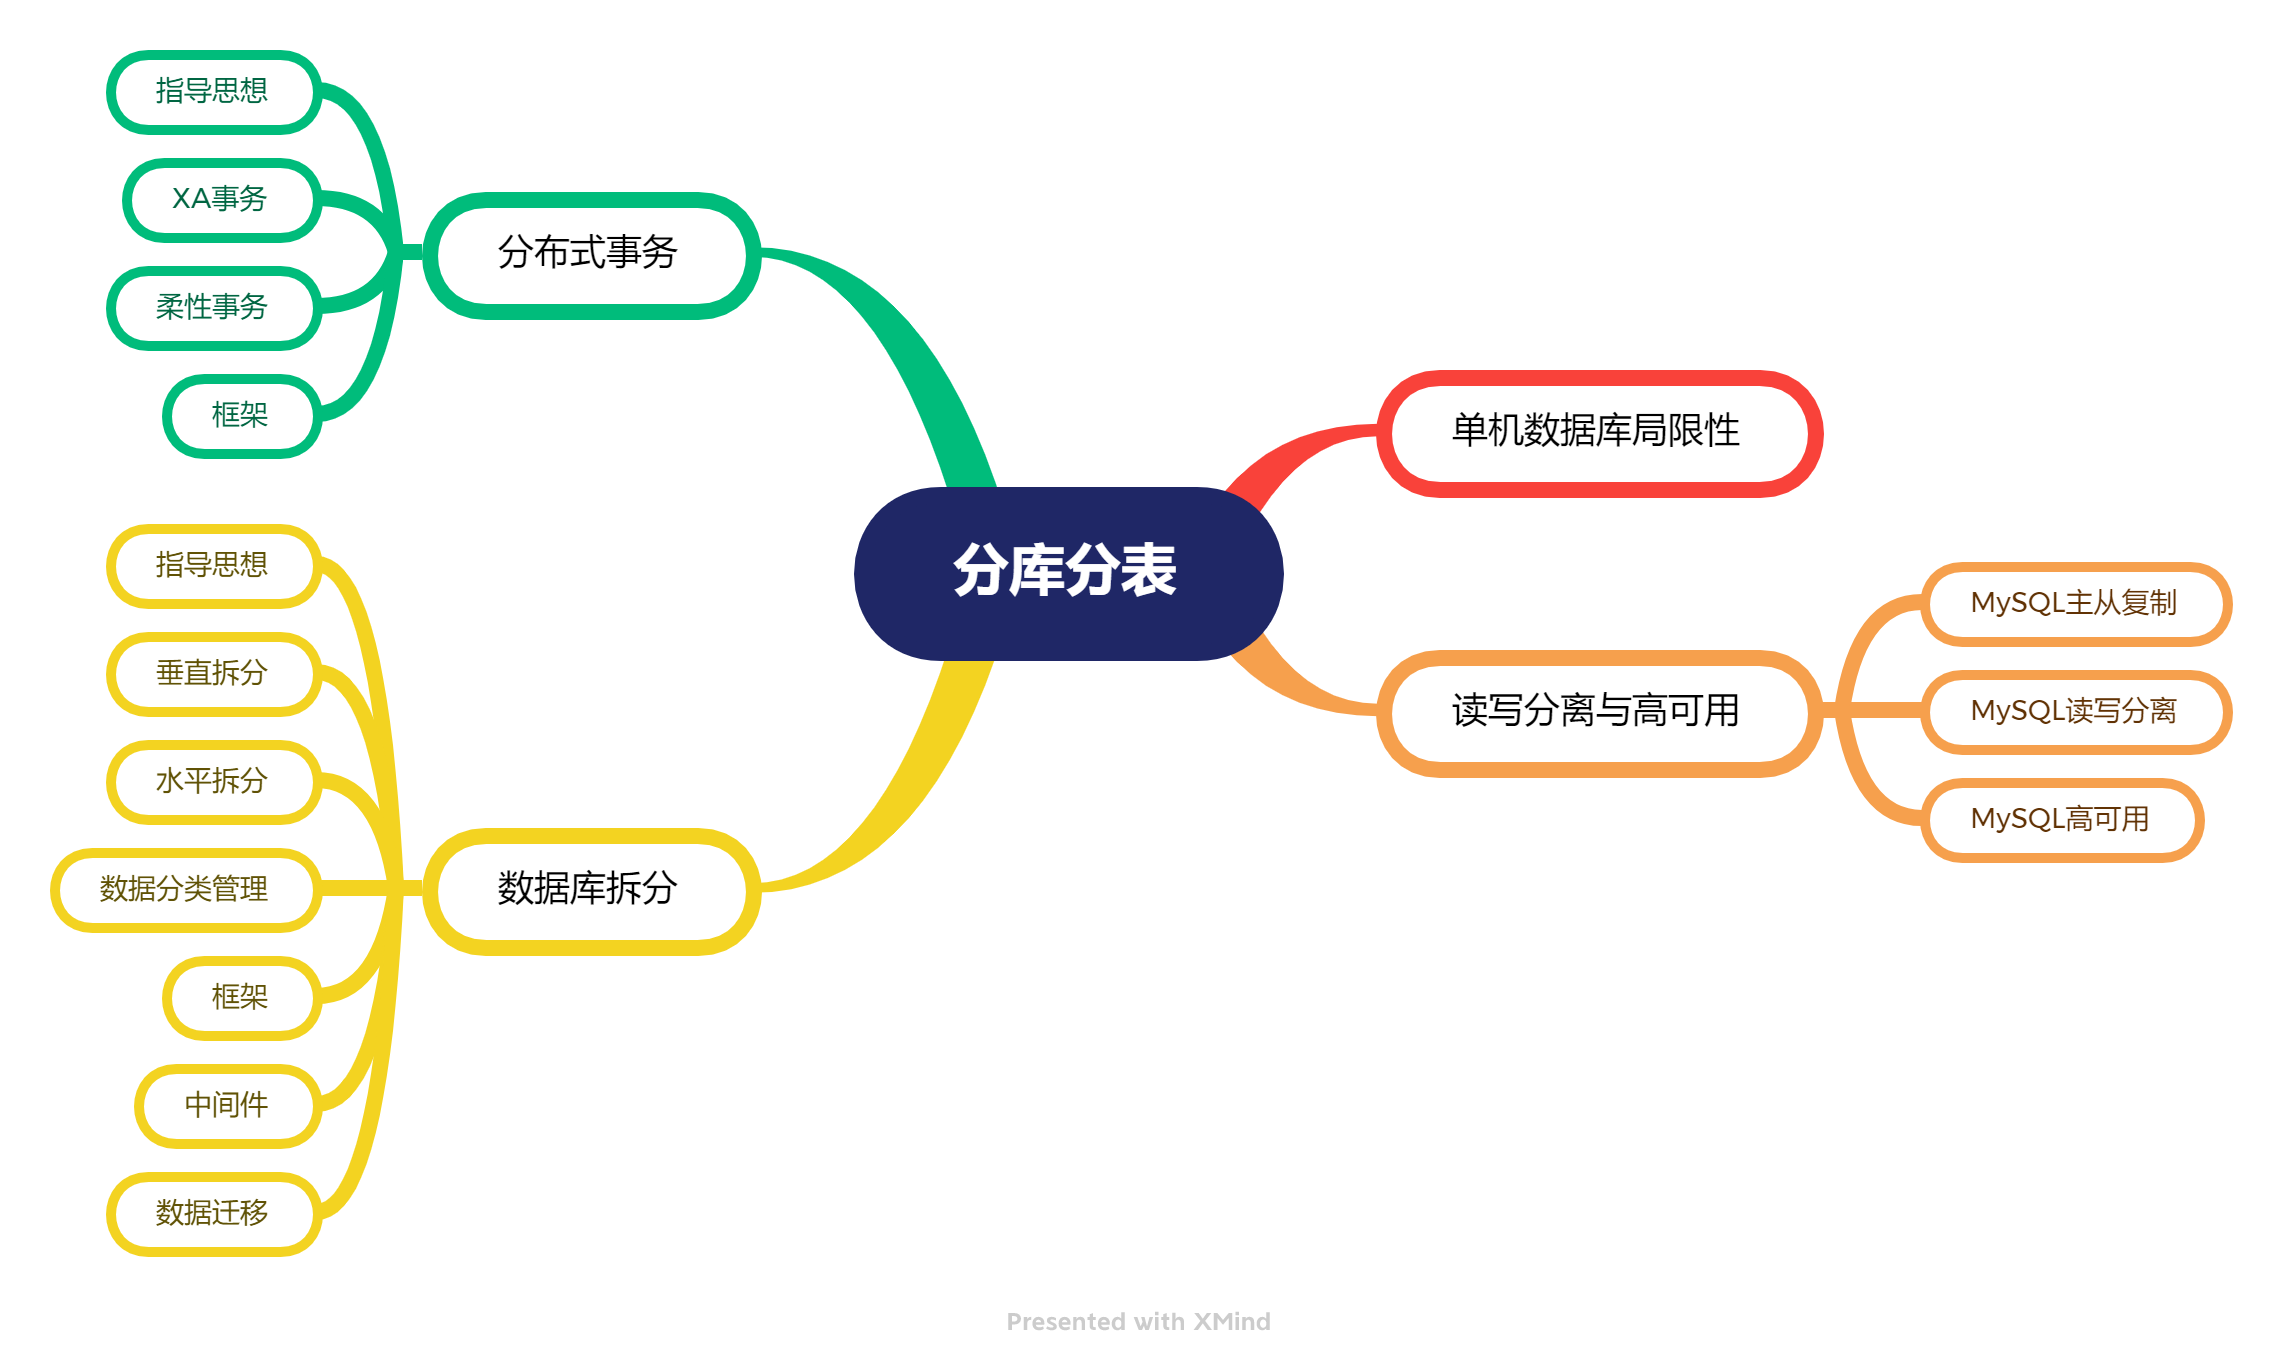 指导思想
XA事务
柔性事务
框架
分布式事务
指导思想
垂直拆分
水平拆分
数据分类管理
框架
中间件
数据迁移
数据库拆分
分库分表
单机数据库局限性
读写分离与高可用
MySQL主从复制
MySQL读写分离
MySQL高可用
Presented with XMind